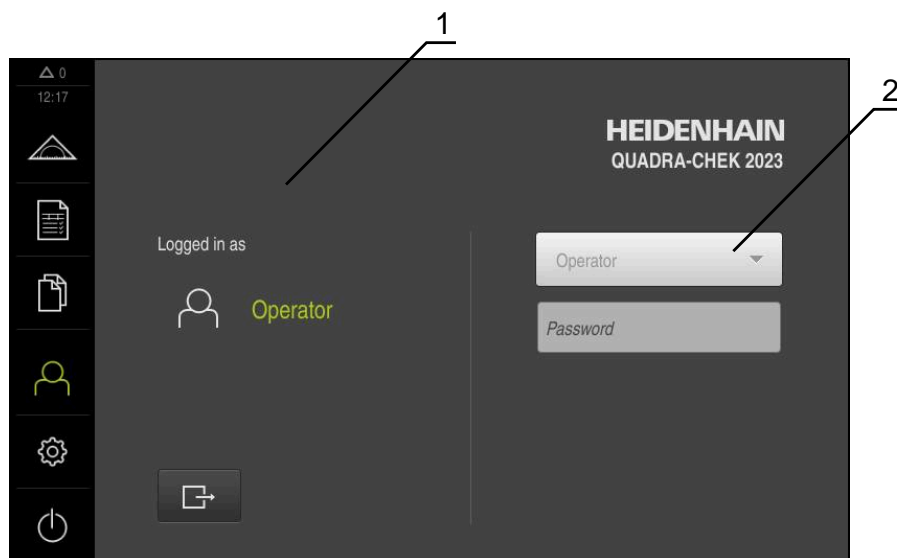 1
0
12:17
2
HEIDENHAIN
QUADRA-CHEK 2023
Logged in as
Operator
Operator
Password